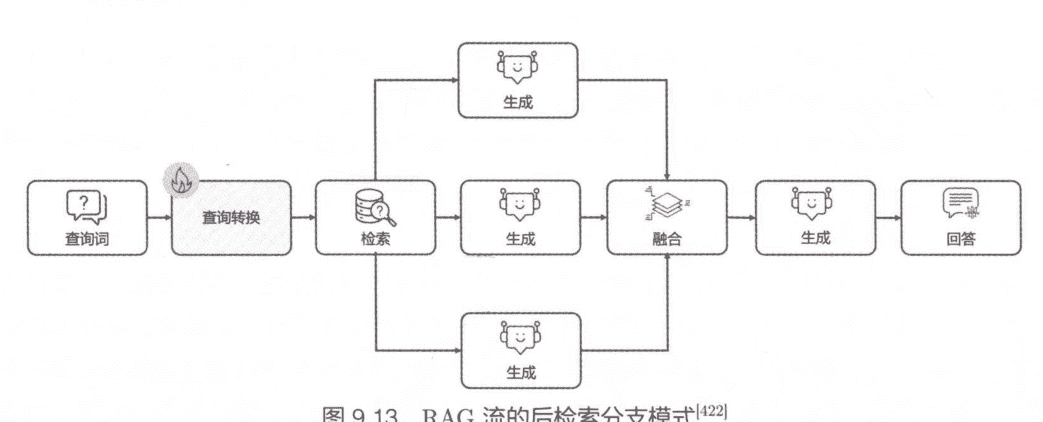 生成
查询词
查询转换
检索
生成
融合
生成
回答
生成
图 9.13 RAG 流的后检索分支模式[422]